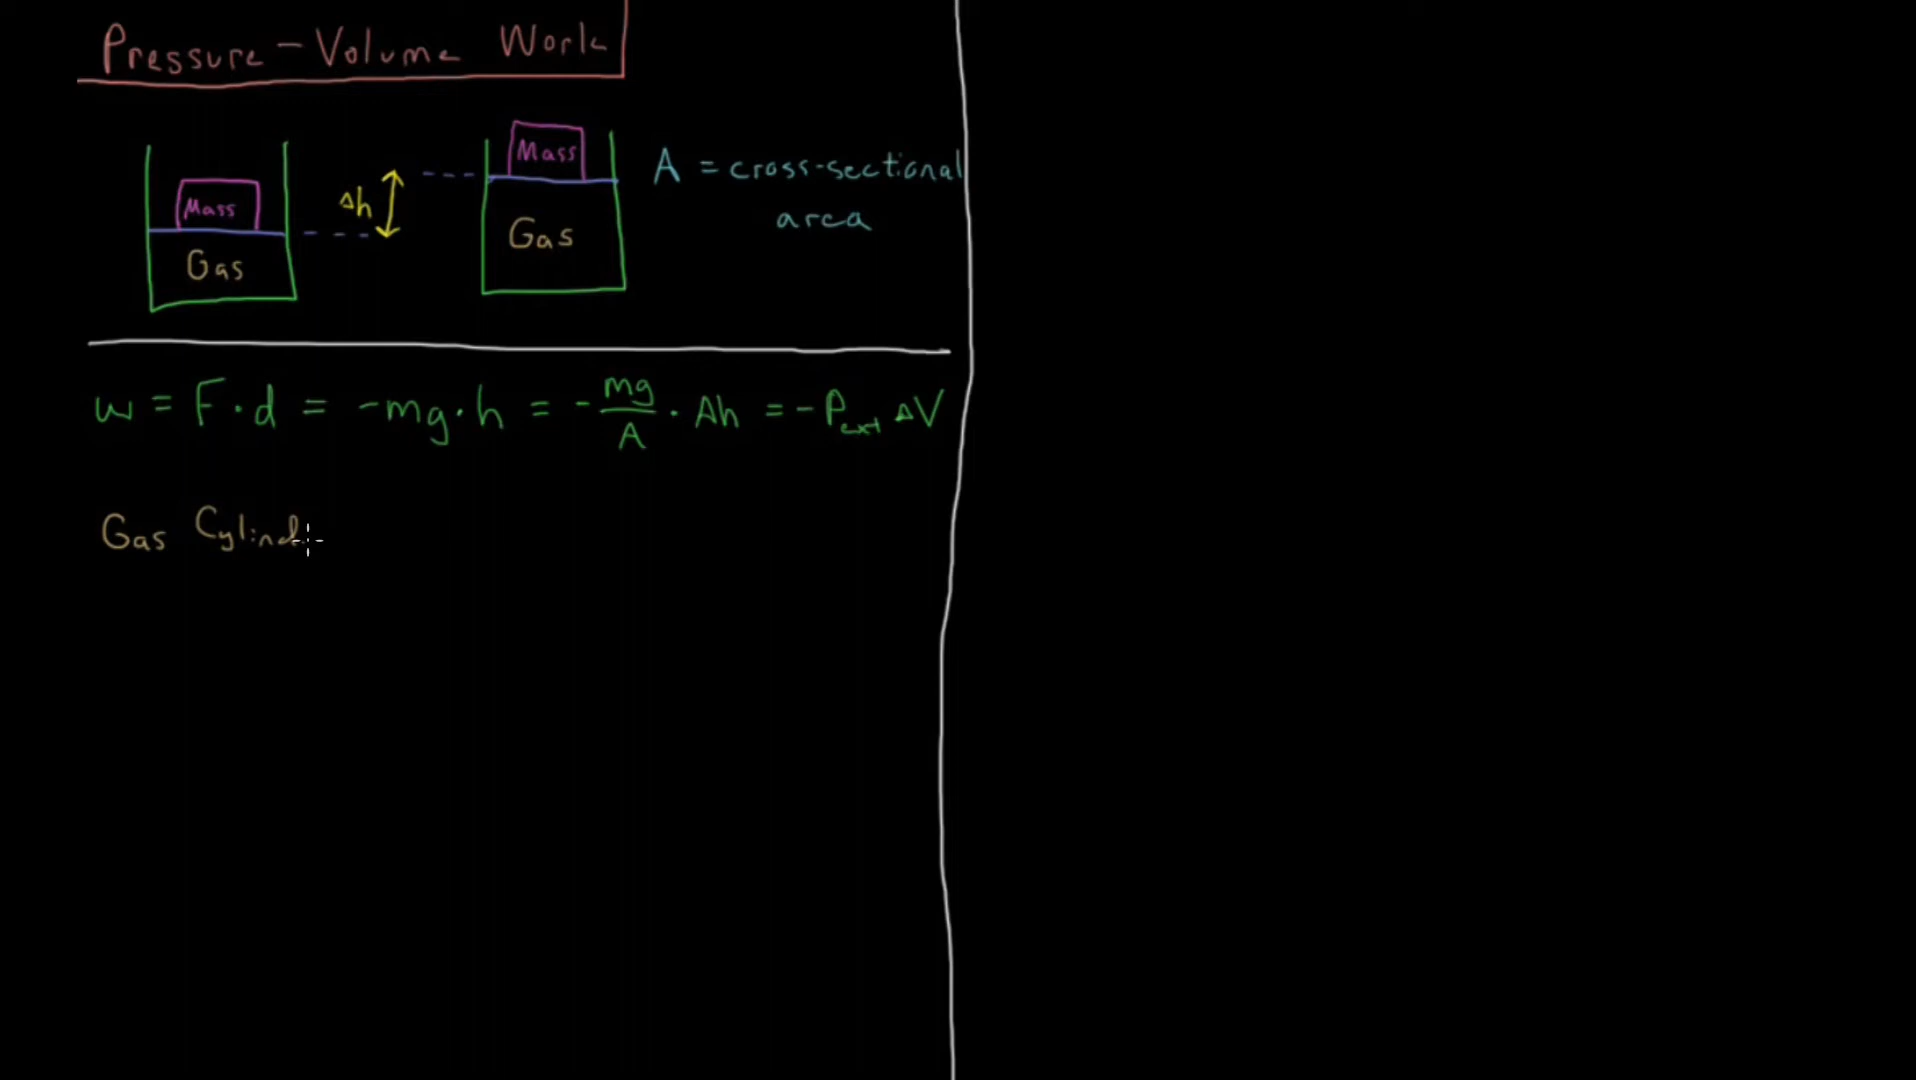 Pressure-Volume Work
Mass
Gas
Δh
Mass
Gas
A = cross-sectional
area
w = F·d = -mg·h = -mg/A · Ah = -P_ext ΔV
Gas Cylind